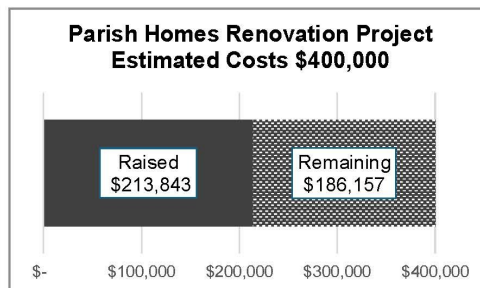 Parish Homes Renovation Project
Estimated Costs $400,000
Raised
$213,843
Remaining
$186,157
$- $100,000 $200,000 $300,000 $400,000